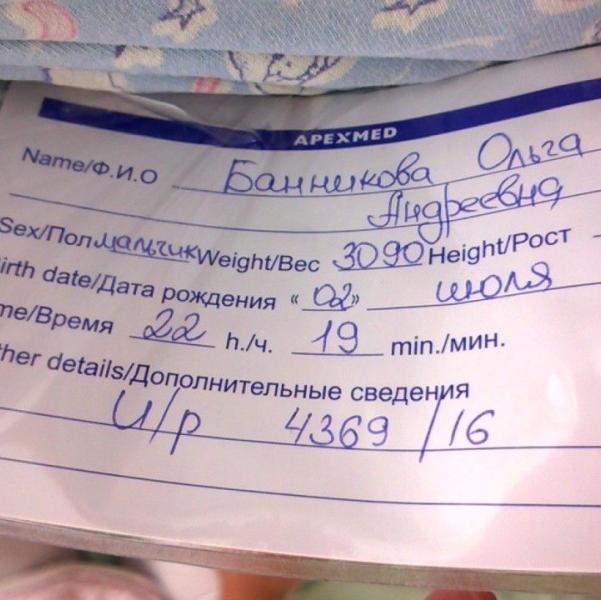 APEXMED
Name/Ф.И.О Банникова Ольга
Андреевна
Sex/Пол мальчик Weight/Вес 3090 Height/Рост
irth date/Дата рождения «02» июля
me/Время 22 h./ч. 19 min./мин.
her details/Дополнительные сведения
И/р 4369/16